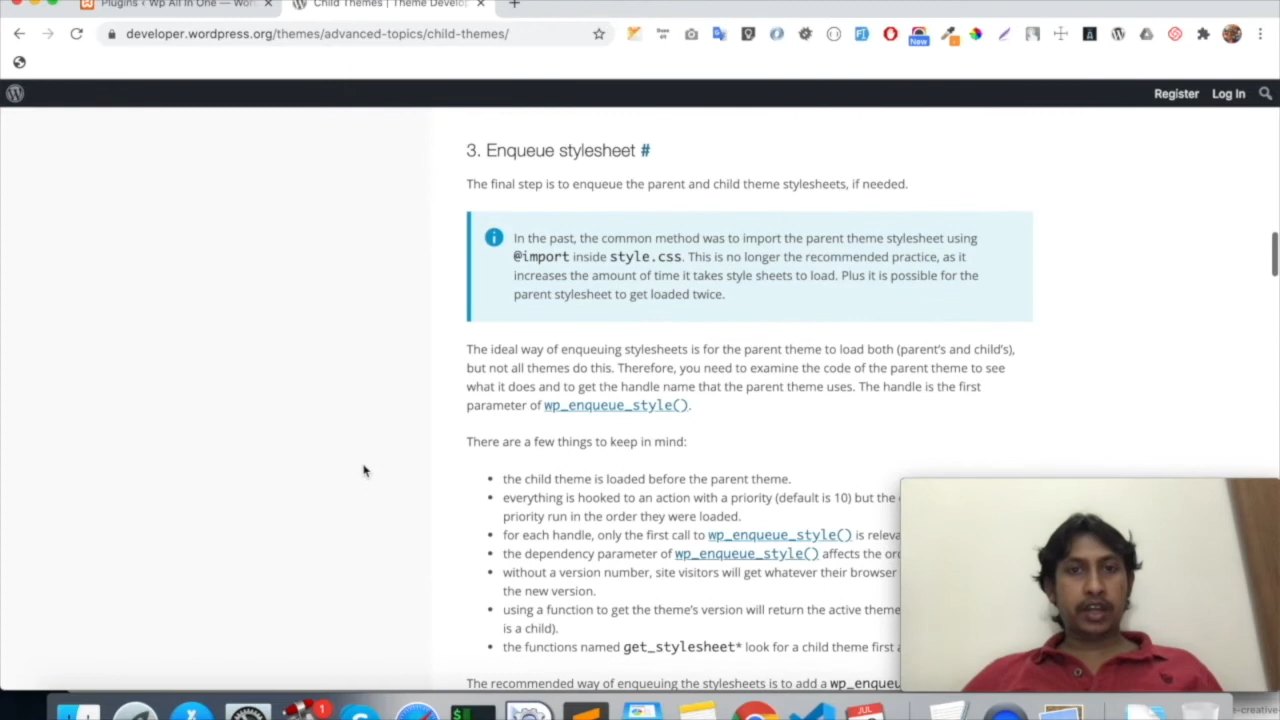 Plugins ‹ Wp All In One — Wor
Child Themes | Theme Develop
developer.wordpress.org/themes/advanced-topics/child-themes/
New
Register Log In
3. Enqueue stylesheet #
The final step is to enqueue the parent and child theme stylesheets, if needed.
In the past, the common method was to import the parent theme stylesheet using
@import inside style.css. This is no longer the recommended practice, as it
increases the amount of time it takes style sheets to load. Plus it is possible for the
parent stylesheet to get loaded twice.
The ideal way of enqueuing stylesheets is for the parent theme to load both (parent's and child's),
but not all themes do this. Therefore, you need to examine the code of the parent theme to see
what it does and to get the handle name that the parent theme uses. The handle is the first
parameter of wp_enqueue_style().
There are a few things to keep in mind:
• the child theme is loaded before the parent theme.
• everything is hooked to an action with a priority (default is 10) but the
priority run in the order they were loaded.
• for each handle, only the first call to wp_enqueue_style() is releva
• the dependency parameter of wp_enqueue_style() affects the ord
• without a version number, site visitors will get whatever their browser
the new version.
• using a function to get the theme's version will return the active theme
is a child).
• the functions named get_stylesheet* look for a child theme first a
The recommended way of enqueuing the stylesheets is to add a wp_enqueu
1
JUL
e-creative